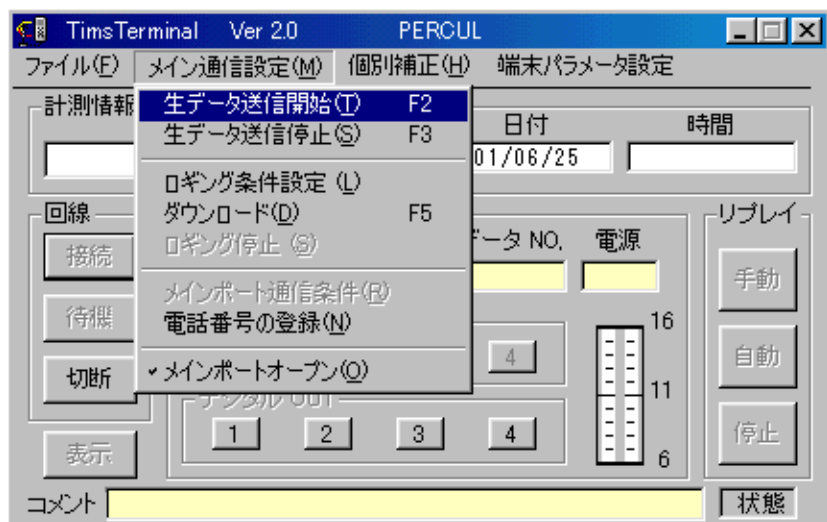 TimsTerminal Ver 2.0 PERCUL
ファイル(F) メイン通信設定(M) 個別補正(H) 端末パラメータ設定
計測情報
生データ送信開始(T) F2
生データ送信停止(S) F3
ロギング条件設定 (L)
ダウンロード(D) F5
ロギング停止 (S)
メインポート通信条件(R)
電話番号の登録(N)
✓メインポートオープン(O)
日付 時間
01/06/25
回線
接続
待機
切断
表示
データ NO. 電源
4
デジタル OUT
1 2 3 4
16
11
6
リプレイ
手動
自動
停止
コメント 状態